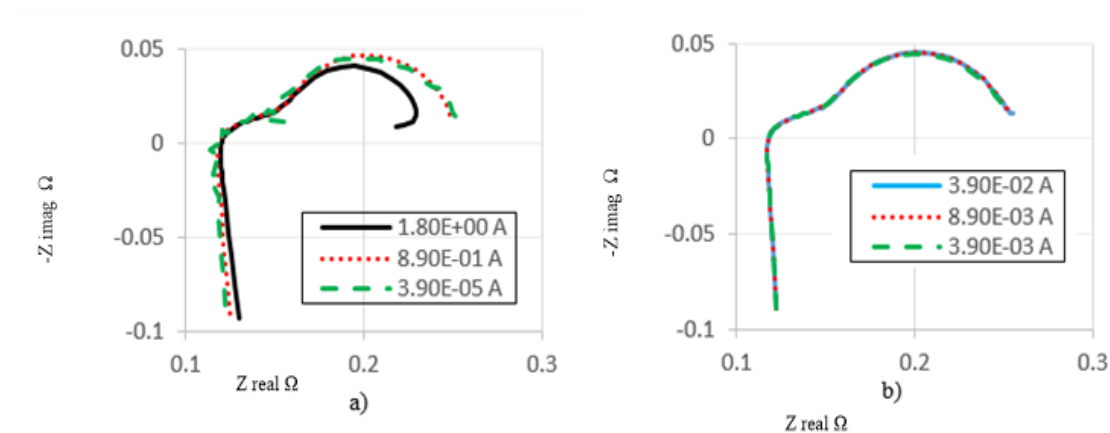 0.05
0
-0.05
-0.1
0.1
0.2
0.3
-Z imag Ω
Z real Ω
1.80E+00 A
8.90E-01 A
3.90E-05 A
a)
0.05
0
-0.05
-0.1
0.1
0.2
0.3
-Z imag Ω
3.90E-02 A
8.90E-03 A
3.90E-03 A
b)
Z real Ω